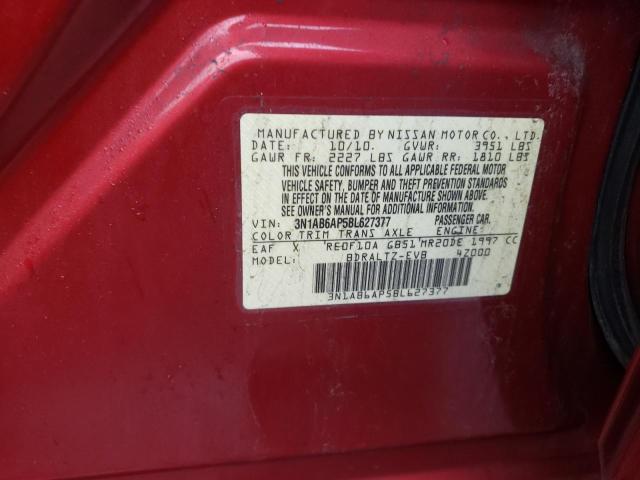 MANUFACTURED BY NISSAN MOTOR CO., LTD.
DATE: 10/10. GVWR: 3951 LBS
GAWR FR: 2227 LBS GAWR RR: 1810 LBS
THIS VEHICLE CONFORMS TO ALL APPLICABLE FEDERAL MOTOR
VEHICLE SAFETY, BUMPER AND THEFT PREVENTION STANDARDS
IN EFFECT ON THE DATE OF MANUFACTURE SHOWN ABOVE.
SEE OWNER'S MANUAL FOR ADDITIONAL INFORMATION.
VIN: 3N1AB6AP5BL627377 PASSENGER CAR.
COLOR TRIM TRANS AXLE ENGINE:
EAF X RE0F10A GB51 MR20DE 1997 CC
MODEL: BDRALTZ-EVB 4Z000
3N1AB6AP5BL627377